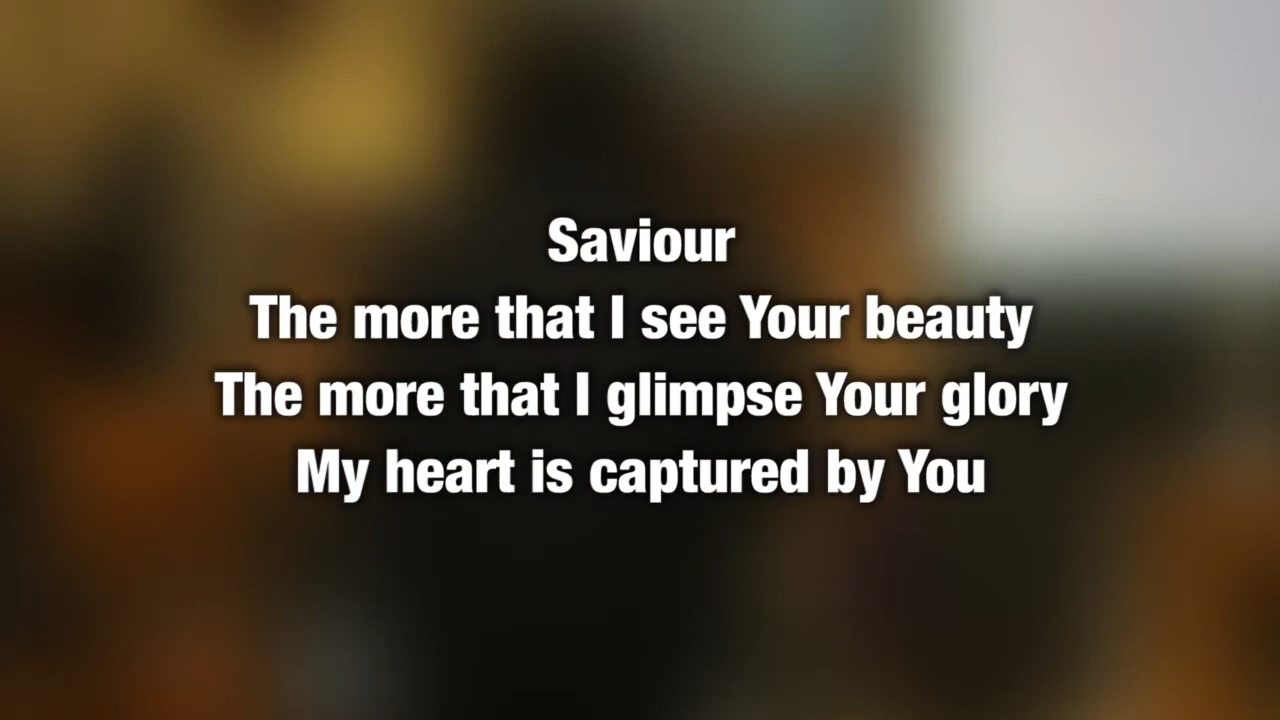 Saviour
The more that I see Your beauty
The more that I glimpse Your glory
My heart is captured by You